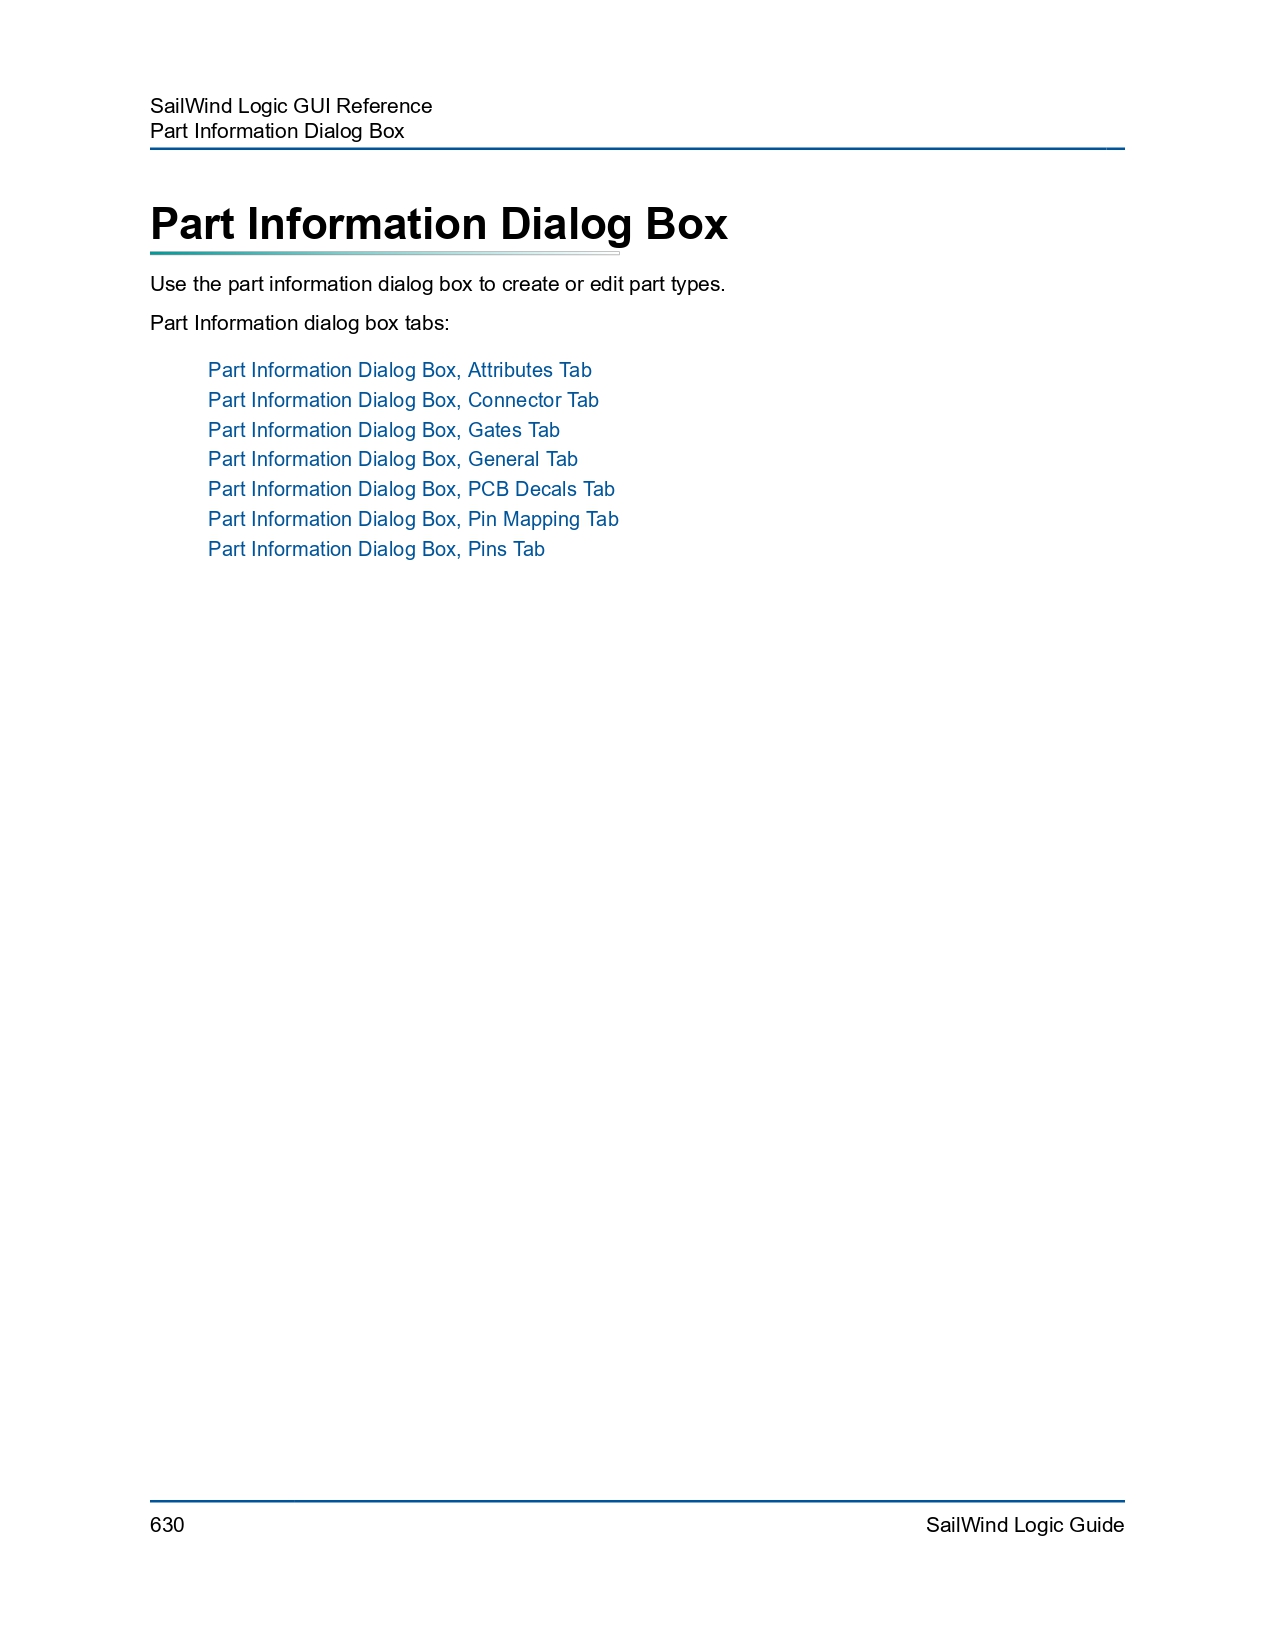 SailWind Logic GUI Reference
Part Information Dialog Box
Part Information Dialog Box
Use the part information dialog box to create or edit part types.
Part Information dialog box tabs:
Part Information Dialog Box, Attributes Tab
Part Information Dialog Box, Connector Tab
Part Information Dialog Box, Gates Tab
Part Information Dialog Box, General Tab
Part Information Dialog Box, PCB Decals Tab
Part Information Dialog Box, Pin Mapping Tab
Part Information Dialog Box, Pins Tab
630
SailWind Logic Guide